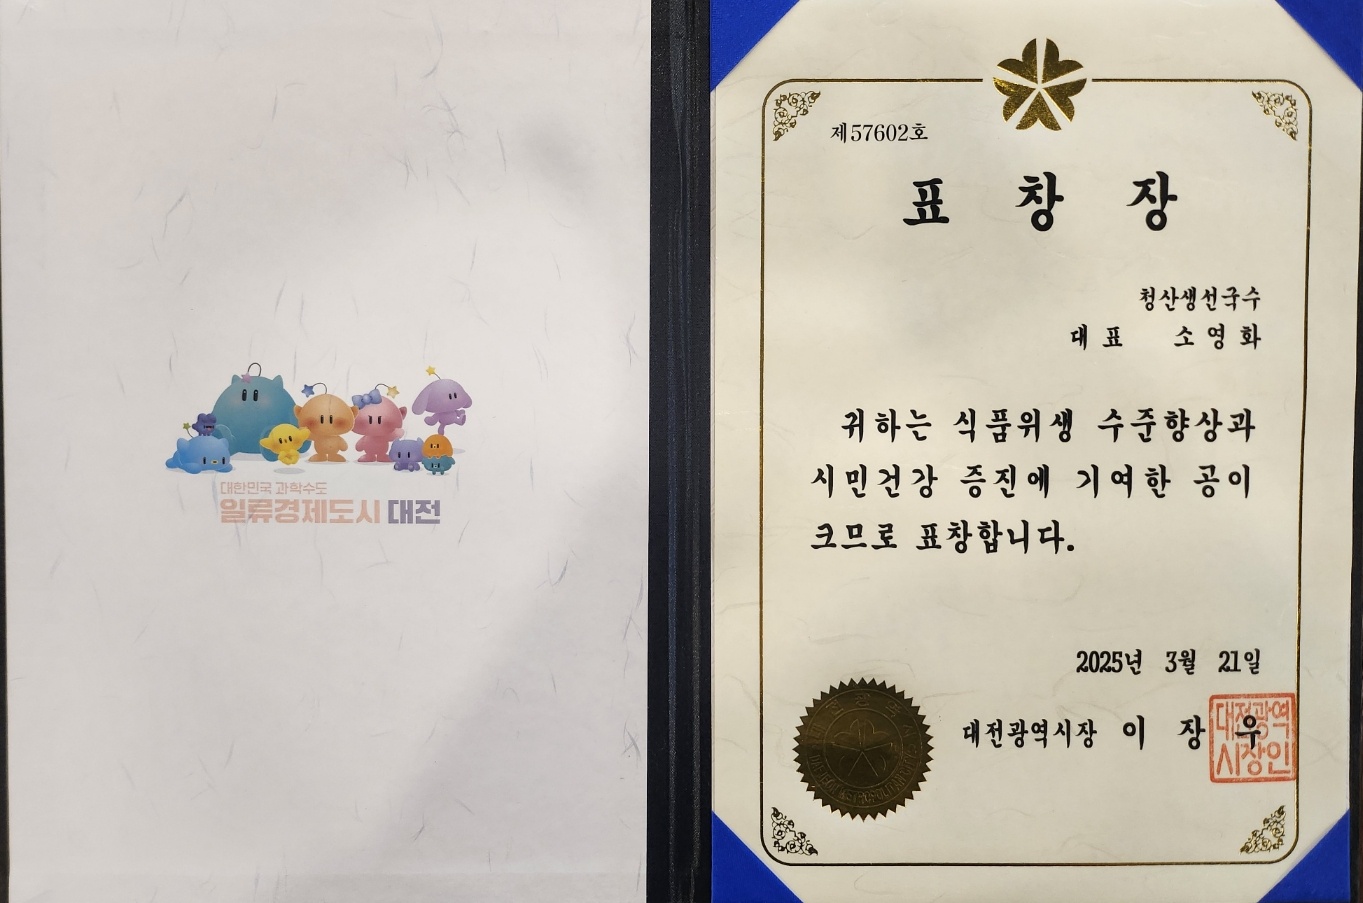 대한민국 과학수도
일류경제도시 대전
제57602호
표 창 장
청산생선국수
대 표 소 영 화
귀하는 식품위생 수준향상과
시민건강 증진에 기여한 공이
크므로 표창합니다.
2025년 3월 21일
대전광역시장 이 장 우
대전광역
시장인